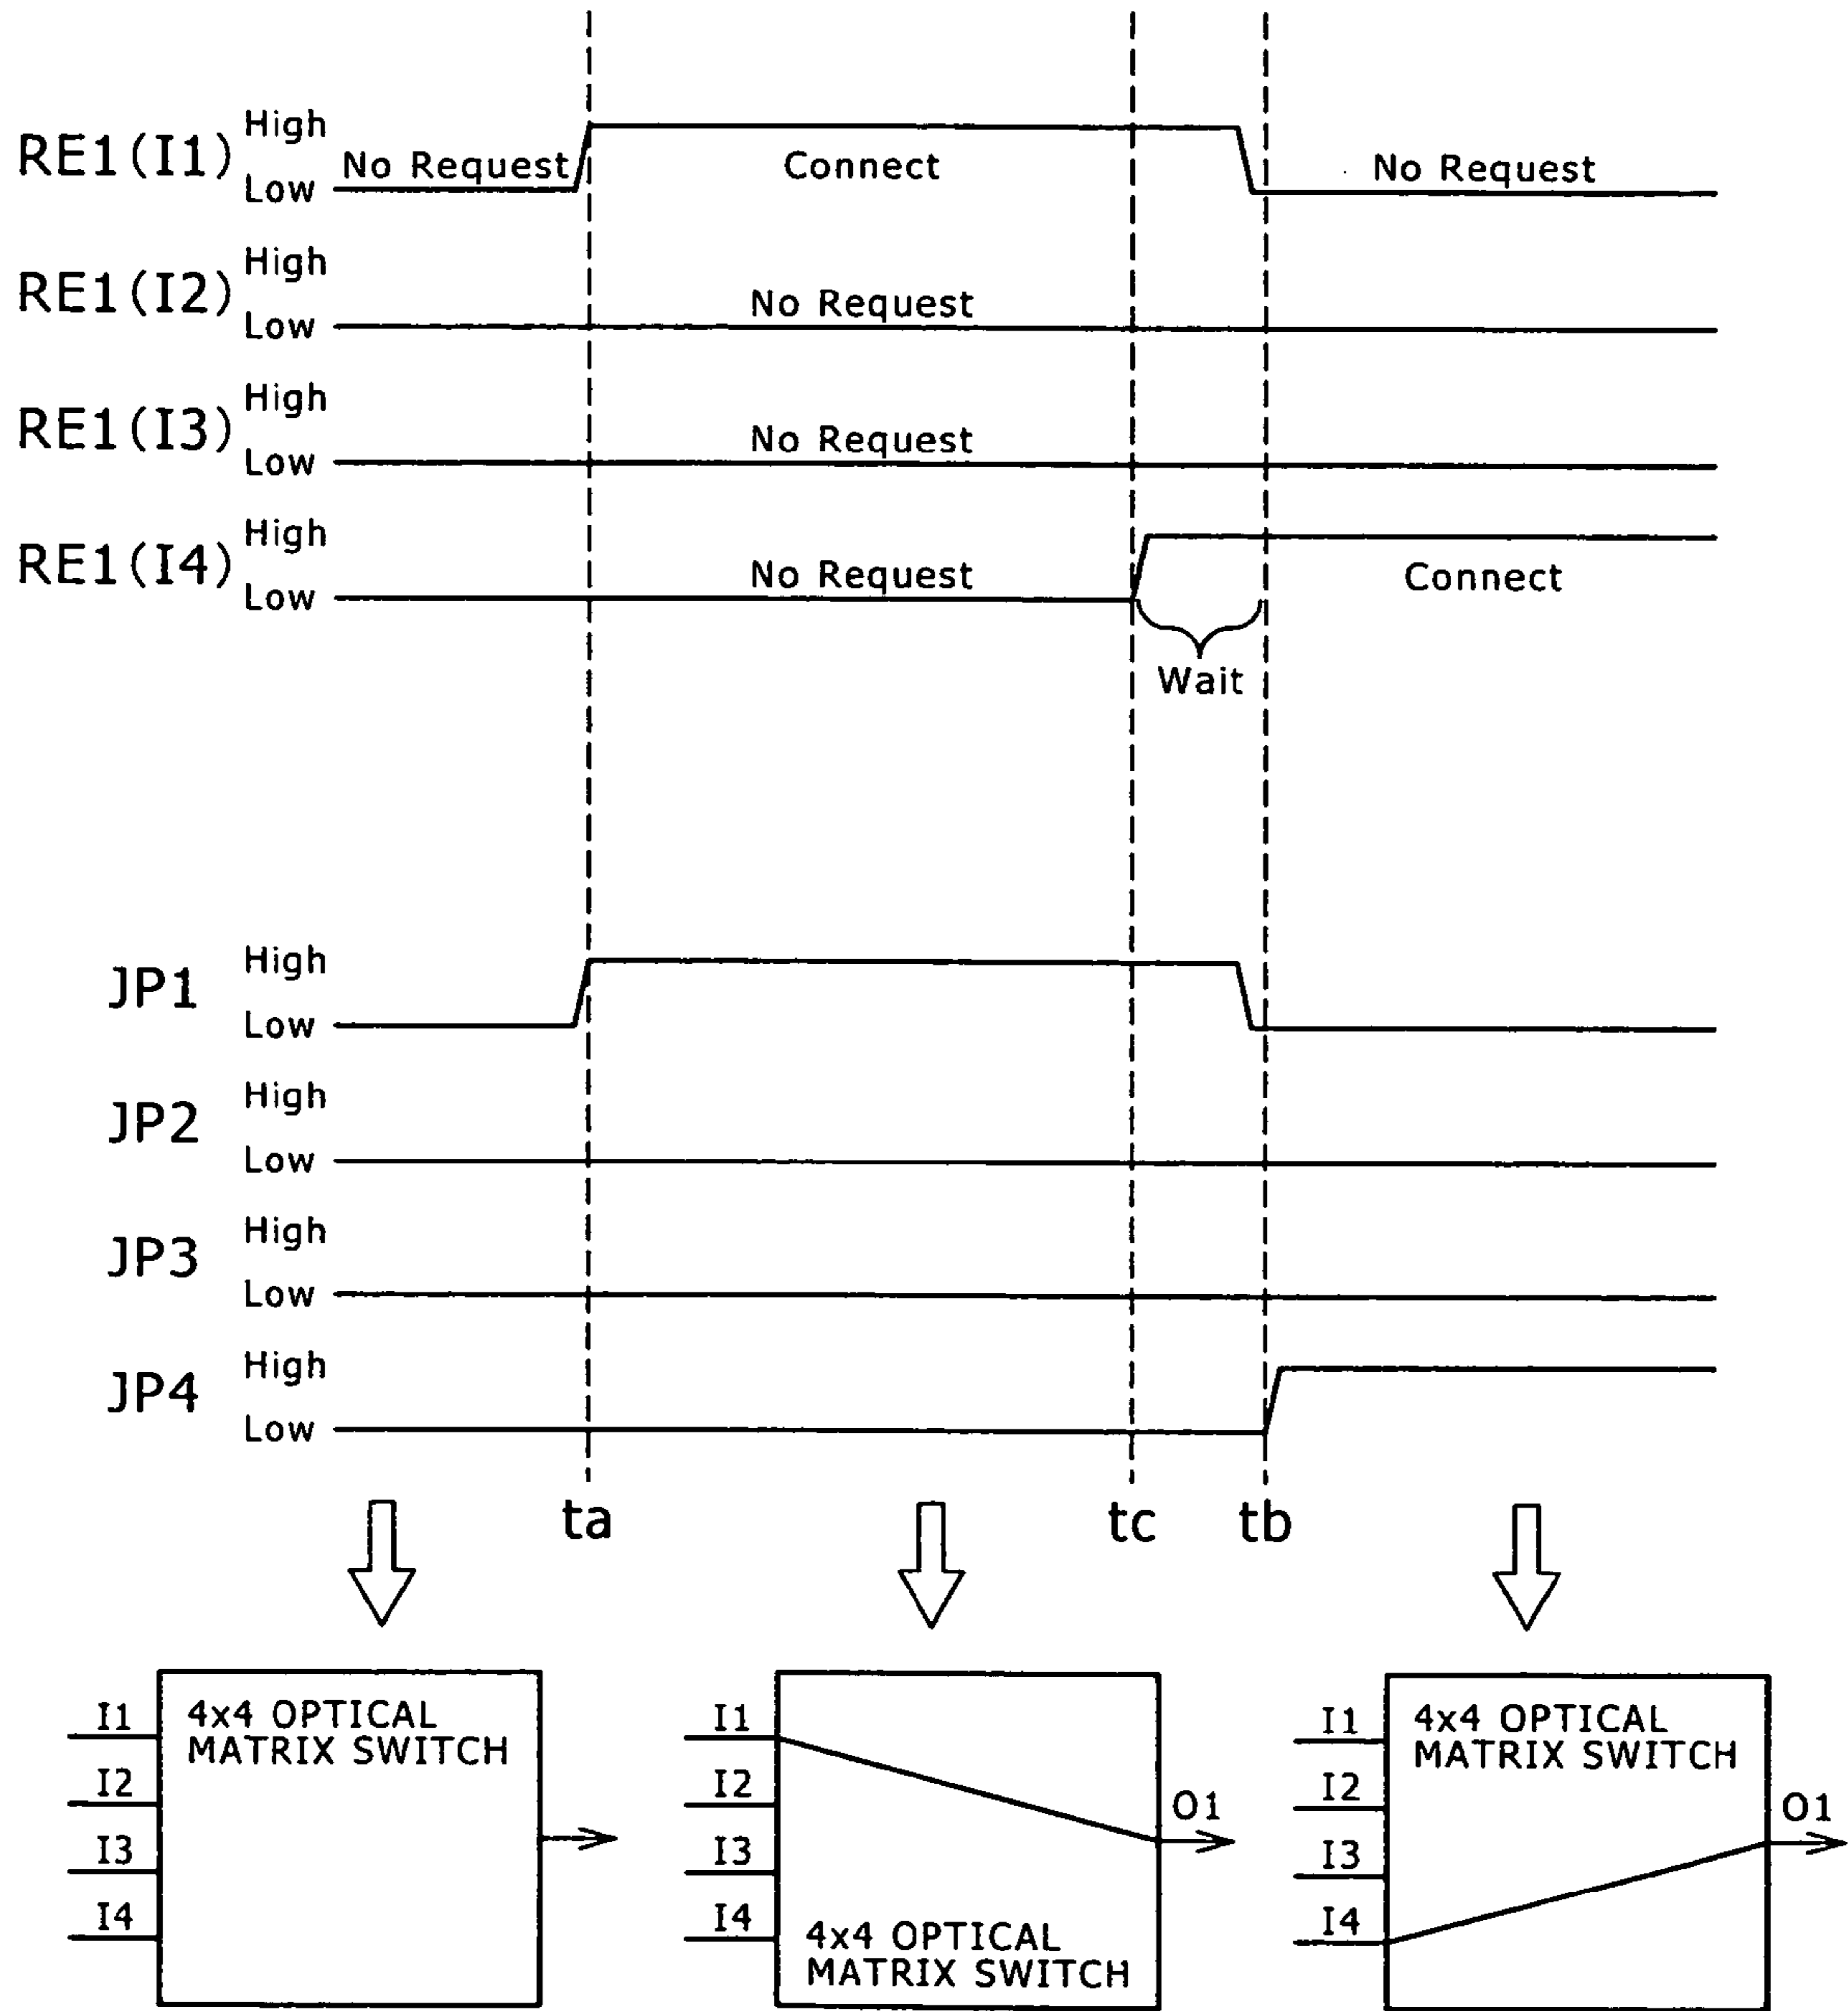 High
RE1(I1)
No Request
Connect
No Request
Low
High
RE1(I2)
No Request
Low
High
RE1(I3)
No Request
Low
High
RE1(I4)
No Request
Connect
Low
Wait
High
JP1
Low
High
JP2
Low
High
JP3
Low
High
JP4
Low
ta
tc
tb
I1
4x4 OPTICAL
MATRIX SWITCH
I2
I3
I4
I1
I2
O1
I3
I4
4x4 OPTICAL
MATRIX SWITCH
I1
4x4 OPTICAL
MATRIX SWITCH
I2
O1
I3
I4